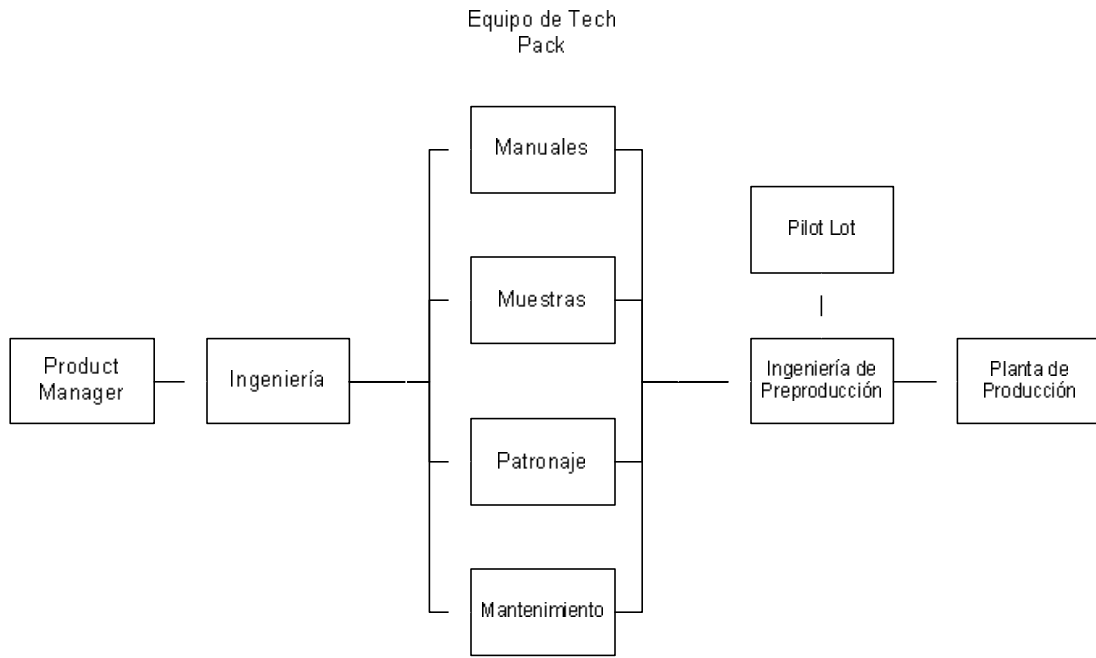 Equipo de Tech
Pack
Manuales
Pilot Lot
Muestras
Product
Manager
Ingeniería
Ingeniería de
Preproducción
Planta de
Producción
Patronaje
Mantenimiento